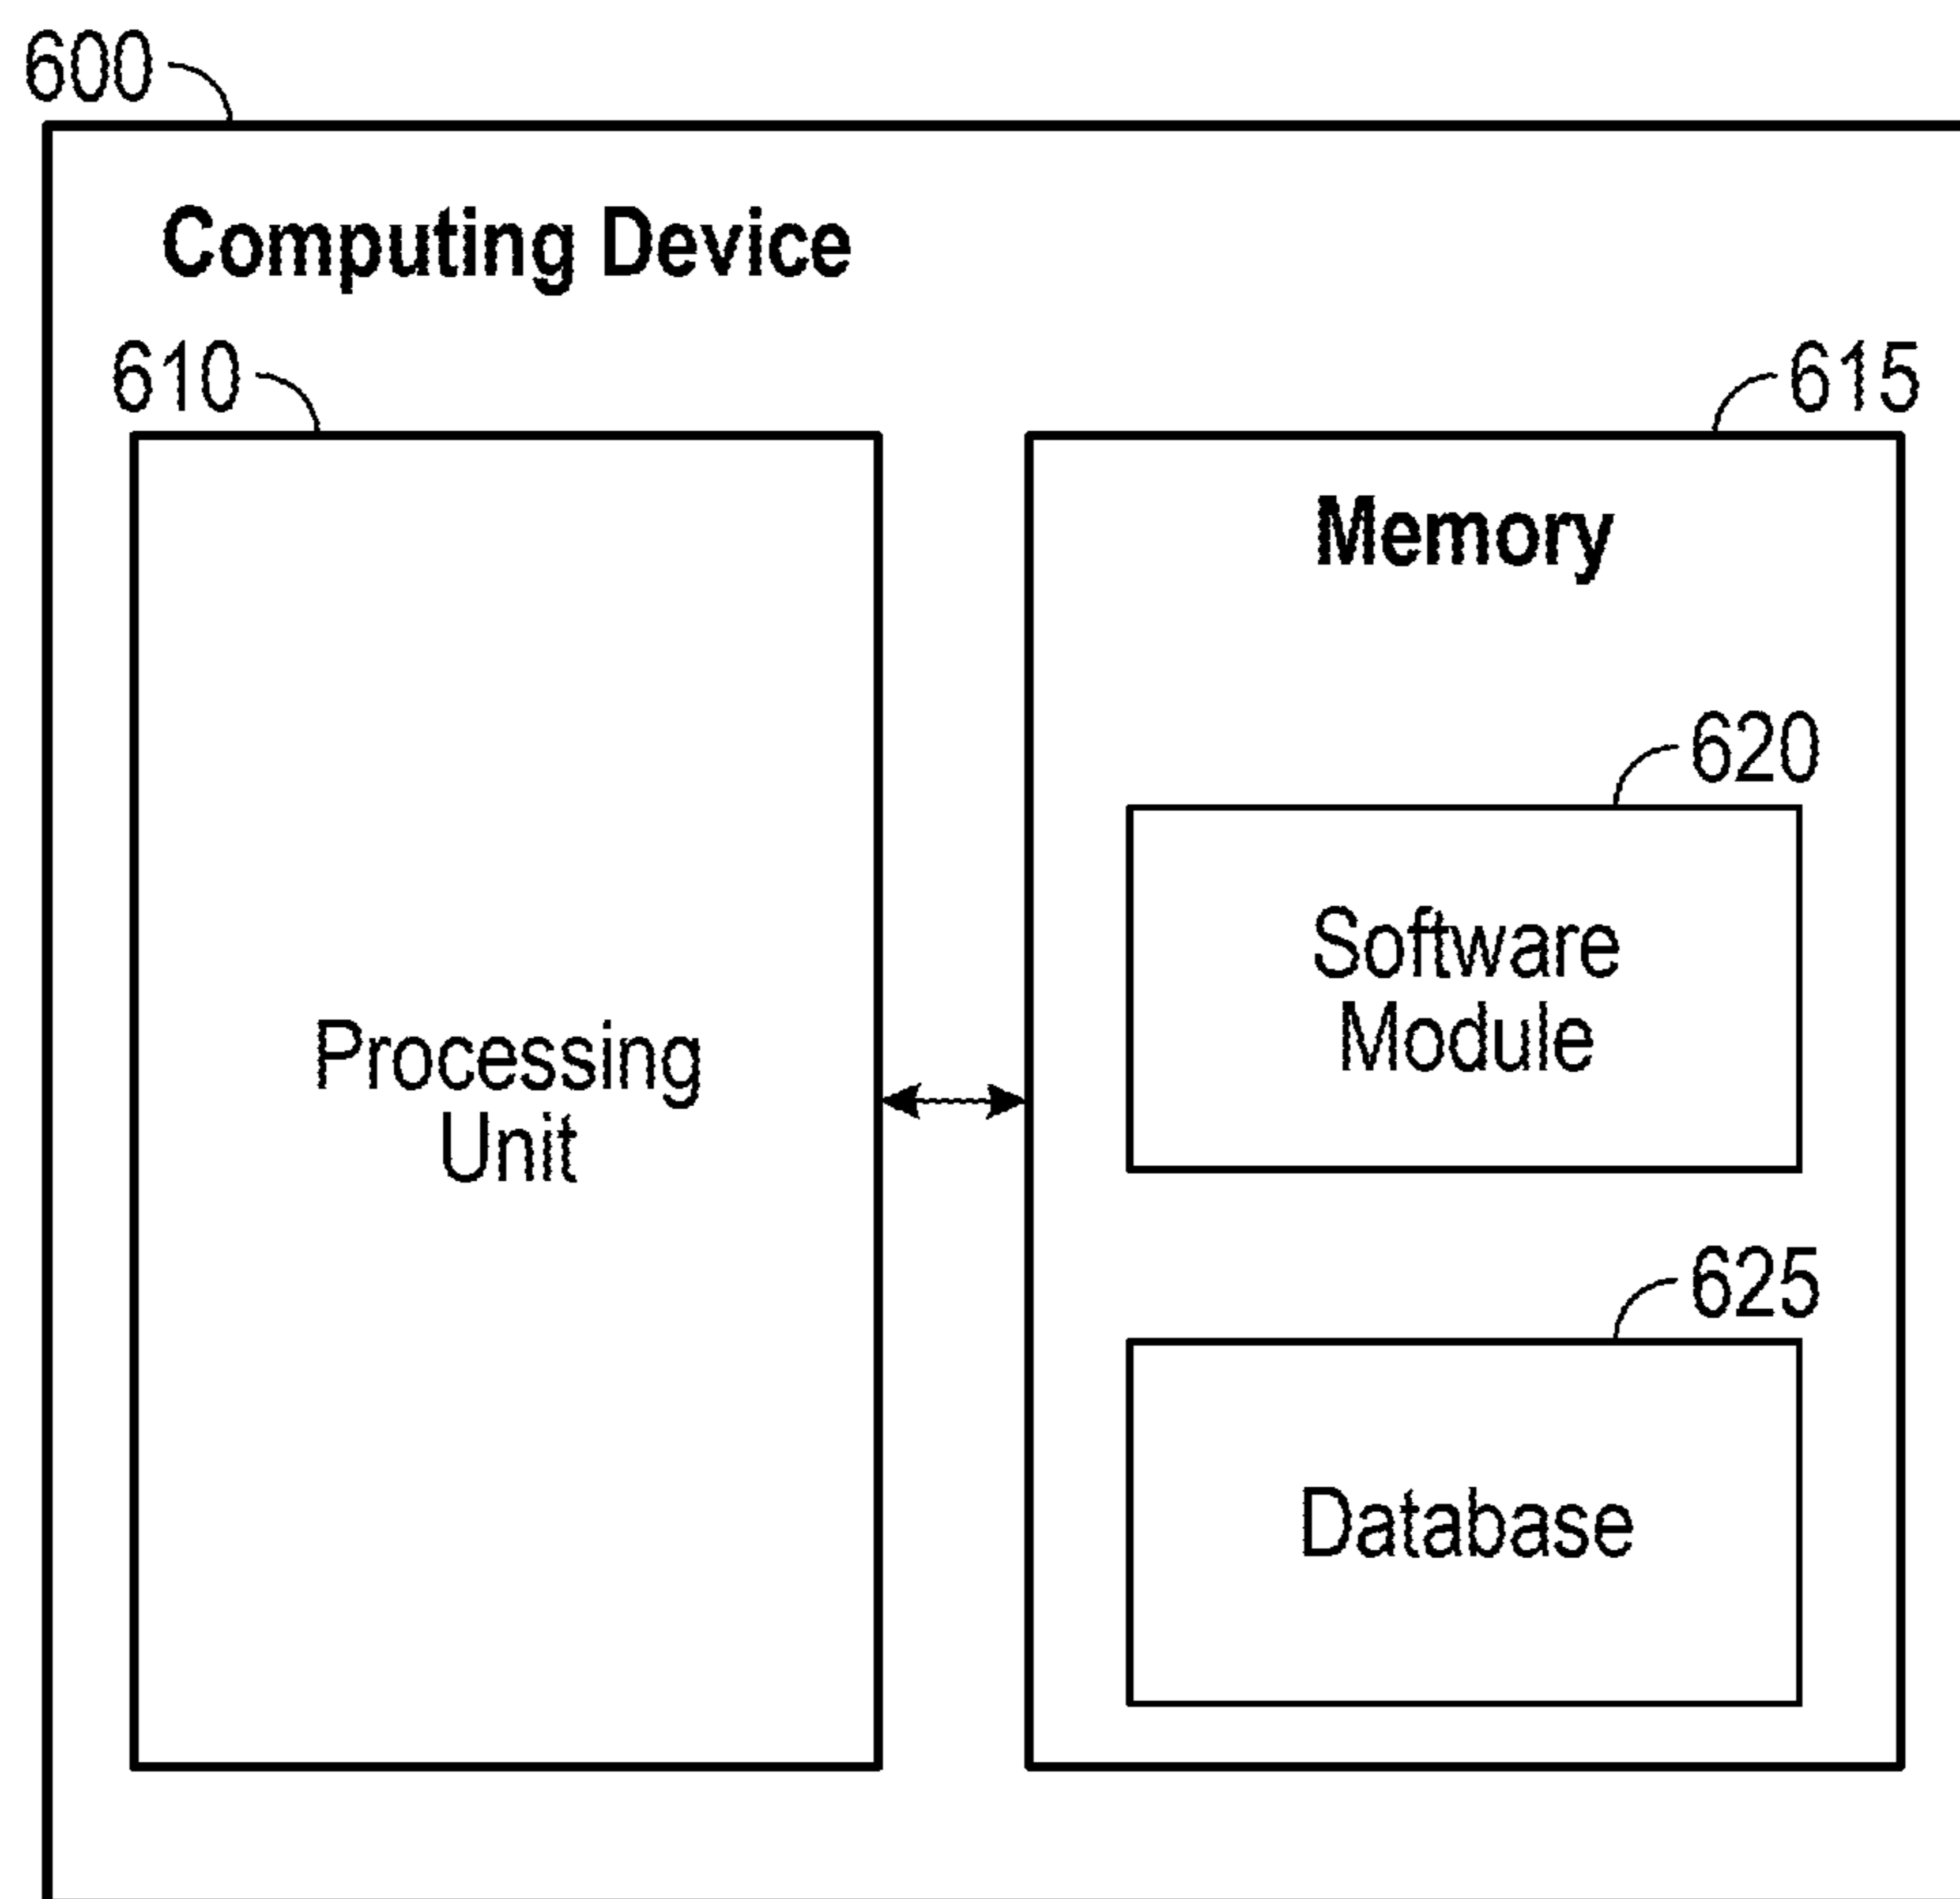 600
Computing Device
610
615
Memory
620
Software
Module
Processing
Unit
625
Database